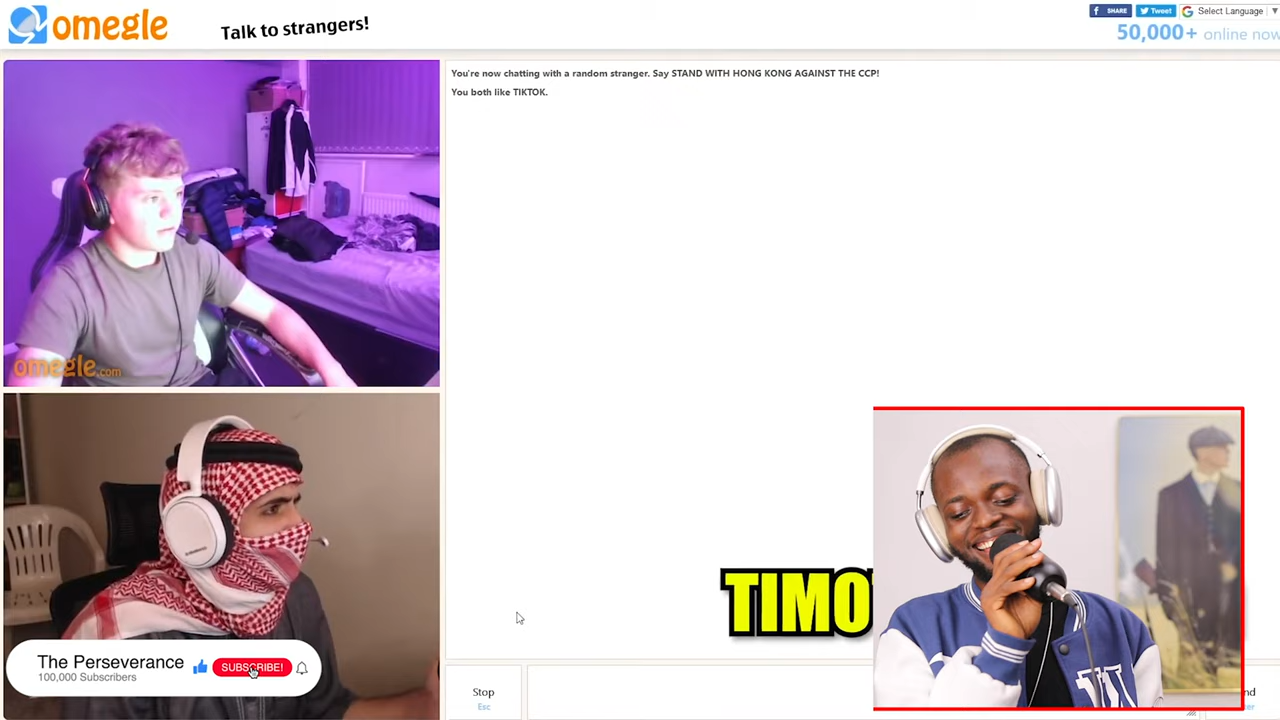 omegle
Talk to strangers!
SHARE
Tweet
Select Language
50,000+ online now
You're now chatting with a random stranger. Say STAND WITH HONG KONG AGAINST THE CCP!
You both like TIKTOK.
omegle.com
TIMO
The Perseverance
SUBSCRIBE!
100,000 Subscribers
Stop
Esc